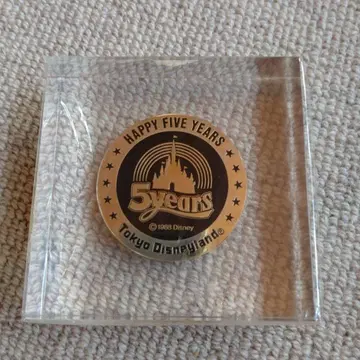 HAPPY FIVE YEARS
5years
© 1988 Disney
Tokyo Disneyland®